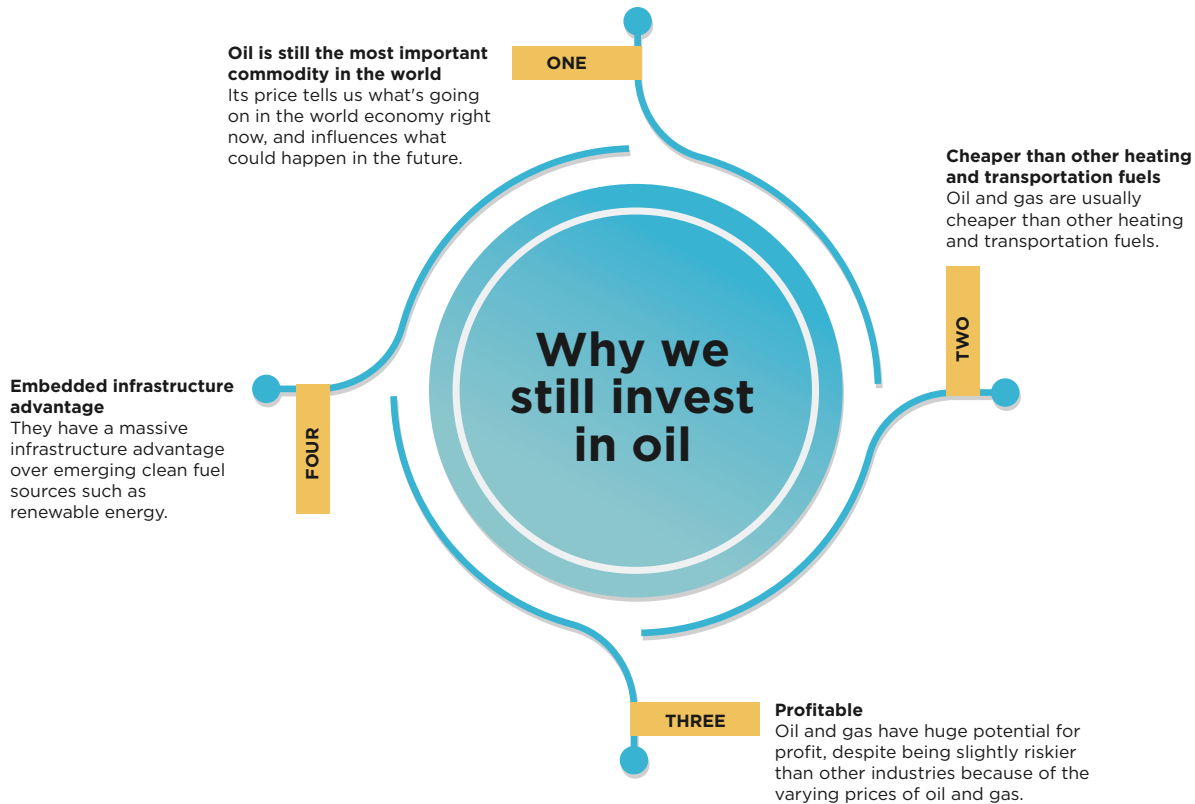 Why we
still invest
in oil
ONE
Oil is still the most important
commodity in the world
Its price tells us what's going
on in the world economy right
now, and influences what
could happen in the future.
TWO
Cheaper than other heating
and transportation fuels
Oil and gas are usually
cheaper than other heating
and transportation fuels.
THREE
Profitable
Oil and gas have huge potential for
profit, despite being slightly riskier
than other industries because of the
varying prices of oil and gas.
FOUR
Embedded infrastructure
advantage
They have a massive
infrastructure advantage
over emerging clean fuel
sources such as
renewable energy.